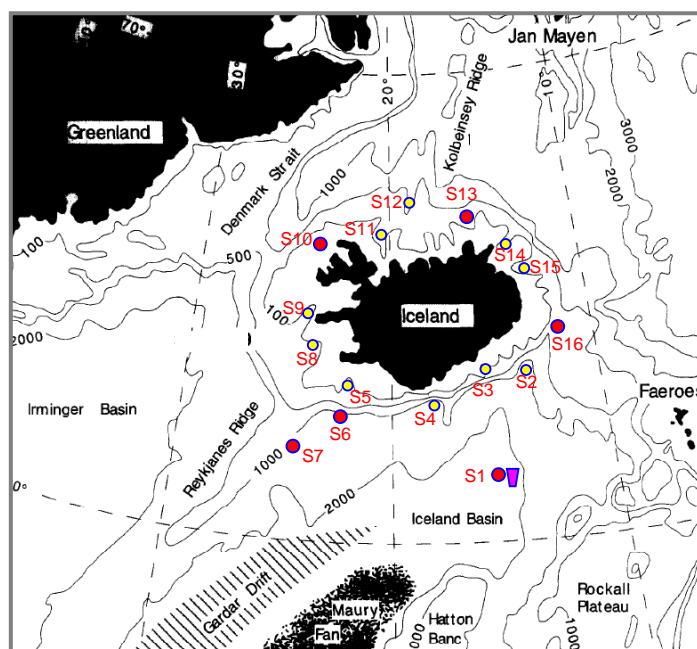 Jan Mayen
70°
30°
20°
10°
Greenland
Kolbeinsey Ridge
3000
2000
Denmark Strait
1000
S12
S13
S11
S10
S14
100
500
S15
S9
100
Iceland
2000
S16
S8
S3
S2
S5
Faeroes
Irminger Basin
S4
S6
Reykjanes Ridge
1000
S7
S1
2000
Iceland Basin
Gardar Drift
Maury
Fan
Hatton
Banc
Rockall
Plateau
1000